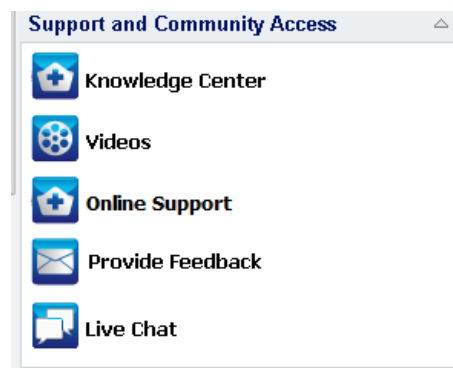 Support and Community Access
Knowledge Center
Videos
Online Support
Provide Feedback
Live Chat